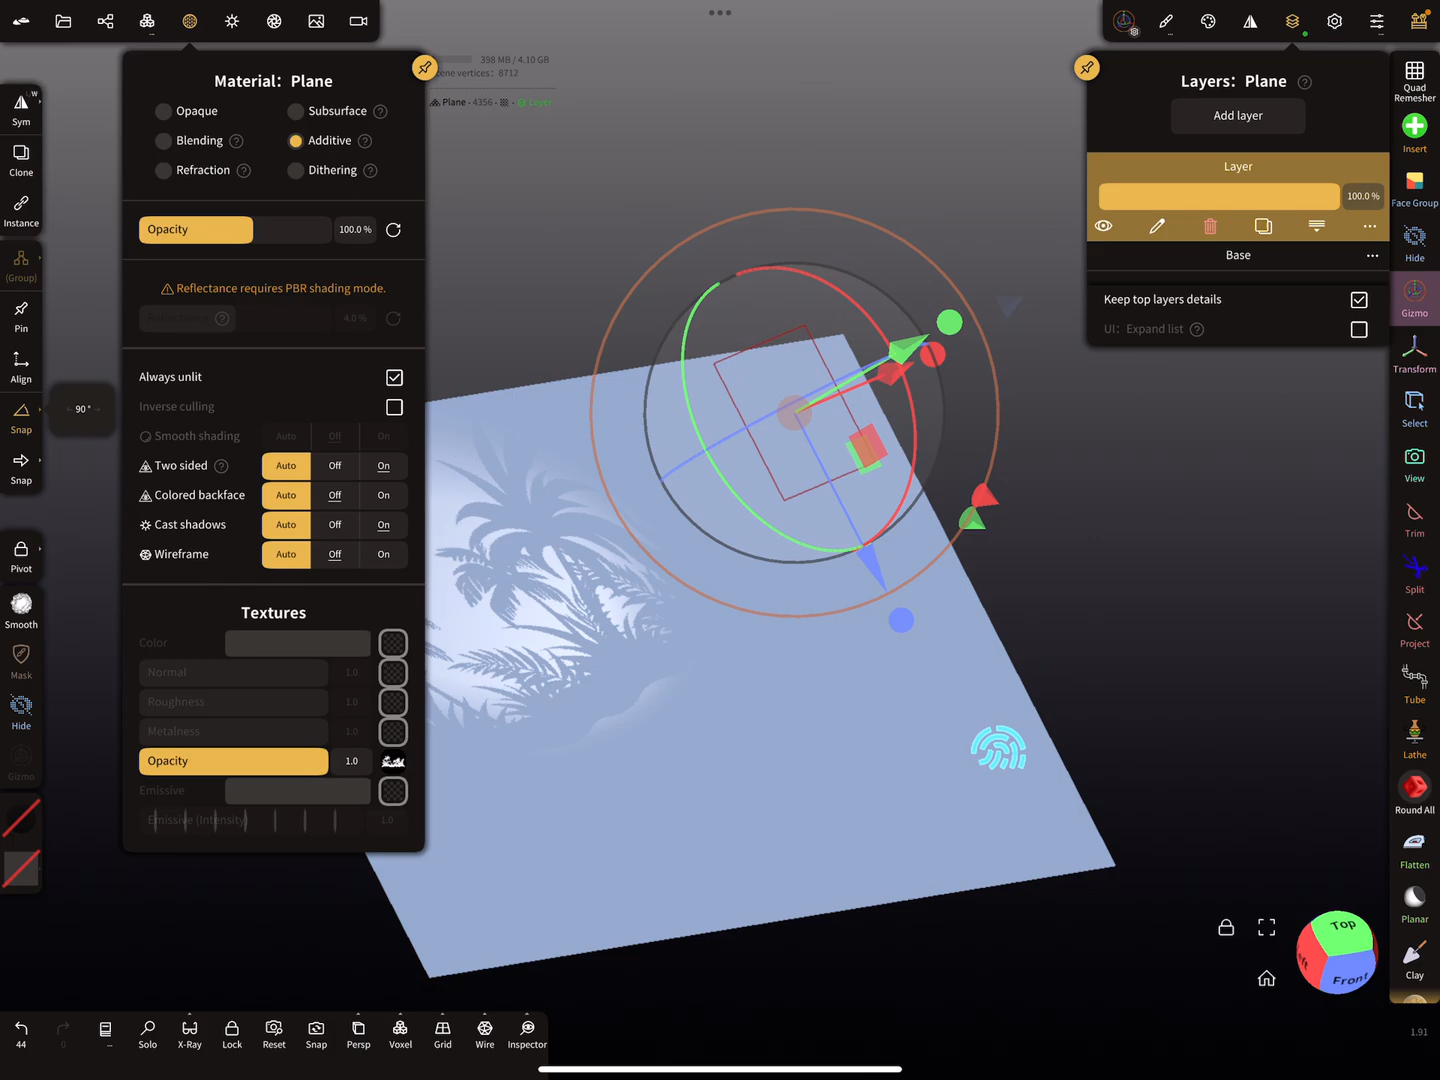 398 MB / 4.10 GB
cene vertices: 8712
Plane • 4356 •
Layer
Material: Plane
Opaque
Subsurface ?
Blending ?
Additive ?
Refraction ?
Dithering ?
Opacity
100.0 %
Reflectance requires PBR shading mode.
Reflectance ?
4.0 %
Always unlit
Inverse culling
Smooth shading
Auto
Off
On
Two sided ?
Auto
Off
On
Colored backface
Auto
Off
On
Cast shadows
Auto
Off
On
Wireframe
Auto
Off
On
Textures
Color
Normal
1.0
Roughness
1.0
Metalness
1.0
Opacity
1.0
Emissive
Emissive (Intensity)
1.0
Layers: Plane ?
Add layer
Layer
100.0 %
Base
Keep top layers details
UI: Expand list ?
W
Sym
Clone
Instance
(Group)
Pin
Align
90 °
Snap
Snap
Pivot
Smooth
Mask
Hide
Gizmo
Quad
Remesher
Insert
Face Group
Hide
Gizmo
Transform
Select
View
Trim
Split
Project
Tube
Lathe
Round All
Flatten
Planar
Clay
Top
Front
44
0
...
Solo
X-Ray
Lock
Reset
Snap
Persp
Voxel
Grid
Wire
Inspector
1.91